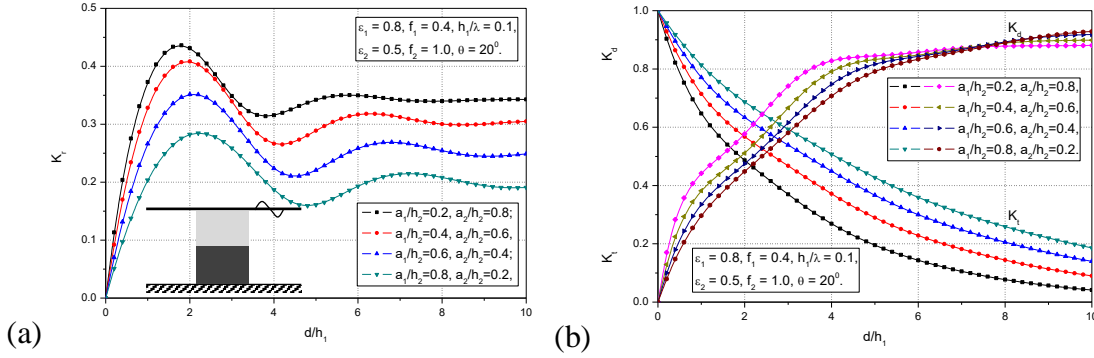 (a)
K_r
0.5
0.4
0.3
0.2
0.1
0.0
ε₁ = 0.8, f₁ = 0.4, h₁/λ = 0.1,
ε₂ = 0.5, f₂ = 1.0, θ = 20⁰.
a₁/h₂=0.2, a₂/h₂=0.8;
a₁/h₂=0.4, a₂/h₂=0.6,
a₁/h₂=0.6, a₂/h₂=0.4;
a₁/h₂=0.8, a₂/h₂=0.2,
0 2 4 6 8 10
d/h₁
(b)
K_d
K_t
1.0
0.8
0.6
0.4
0.2
0.0
K_d
a₁/h₂=0.2, a₂/h₂=0.8,
a₁/h₂=0.4, a₂/h₂=0.6,
a₁/h₂=0.6, a₂/h₂=0.4,
a₁/h₂=0.8, a₂/h₂=0.2.
K_t
ε₁ = 0.8, f₁ = 0.4, h₁/λ = 0.1,
ε₂ = 0.5, f₂ = 1.0, θ = 20⁰.
0 2 4 6 8 10
d/h₁